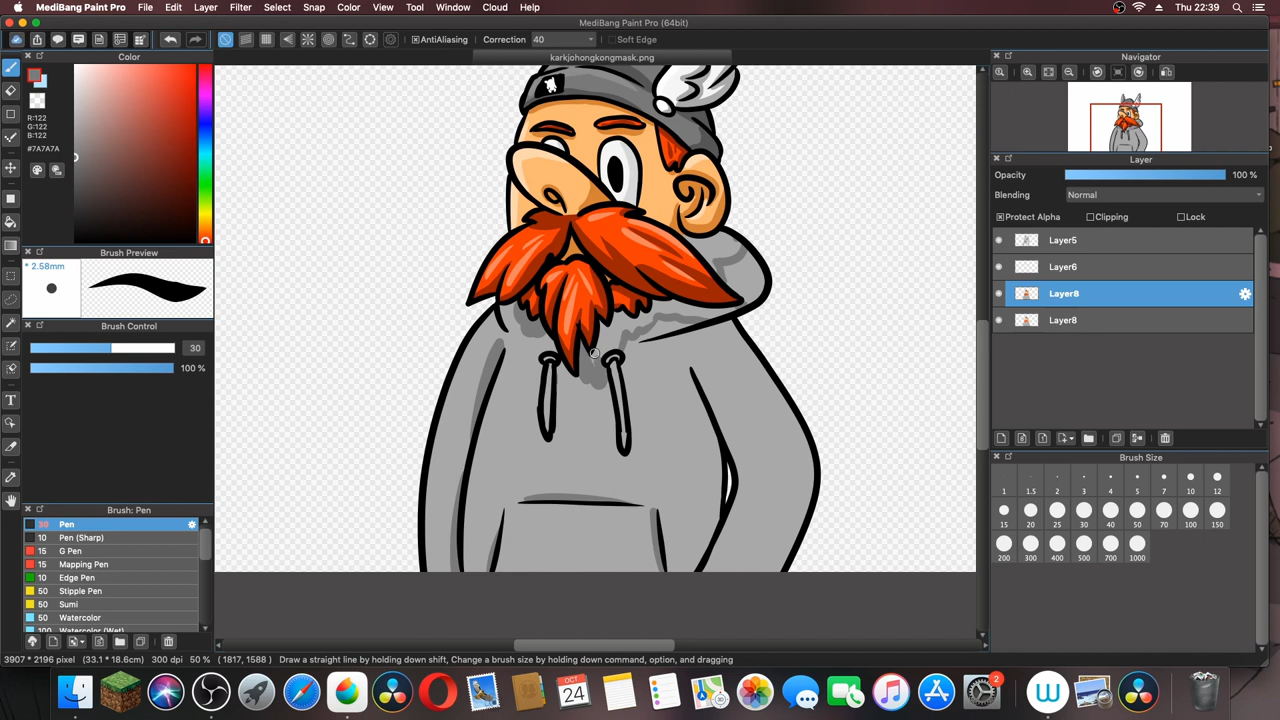 MediBang Paint Pro File Edit View Layer Filter Select Snap Color View Tool Window Cloud Help Thu 22:39
MediBang Paint Pro (64bit)
AntiAliasing Correction 40 Soft Edge
Color karkjohongkongmask.png Navigator
R:122
G:122
B:122
#7A7A7A
Layer
Opacity 100 %
Blending Normal
Protect Alpha Clipping Lock
Layer5
Layer6
Layer8
Layer8
Brush Preview
* 2.58mm
Brush Control
30
100 %
Brush Size
1 1.5 2 3 4 5 7 10 12
15 20 25 30 40 50 70 100 150
200 300 400 500 700 1000
Brush: Pen
30 Pen
10 Pen (Sharp)
15 G Pen
15 Mapping Pen
10 Edge Pen
50 Stipple Pen
50 Sumi
50 Watercolor
100 Watercolor (Wet)
3907 * 2196 pixel (33.1 * 18.6cm) 300 dpi 50 % ( 1817, 1588 ) Draw a straight line by holding down shift, Change a brush size by holding down command, option, and dragging
OCT
24
2